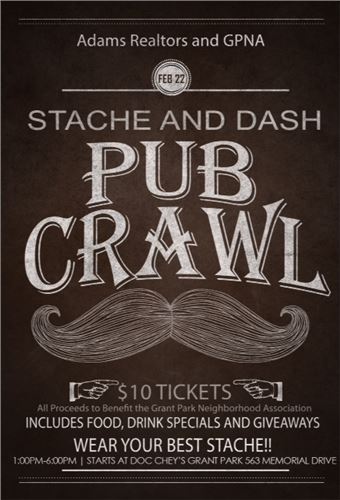 Adams Realtors and GPNA
FEB 22
STACHE AND DASH
PUB
CRAWL
$10 TICKETS
All Proceeds to Benefit the Grant Park Neighborhood Association
INCLUDES FOOD, DRINK SPECIALS AND GIVEAWAYS
WEAR YOUR BEST STACHE!!
1:00PM-6:00PM | STARTS AT DOC CHEY'S GRANT PARK 563 MEMORIAL DRIVE